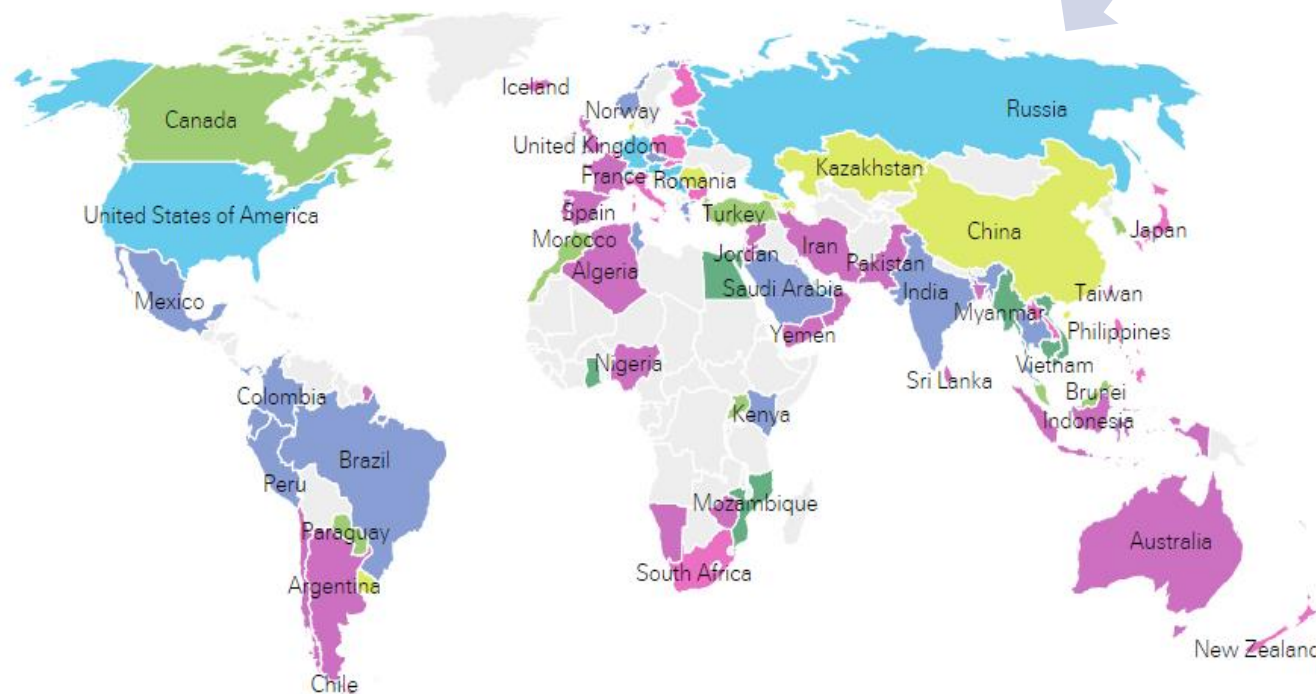 Iceland
Canada
Norway
Russia
United Kingdom
Kazakhstan
France
Romania
United States of America
Spain
Turkey
China
Japan
Morocco
Jordan
Iran
Algeria
Pakistan
Mexico
Saudi Arabia
India
Taiwan
Myanmar
Yemen
Philippines
Nigeria
Vietnam
Sri Lanka
Colombia
Brunei
Kenya
Indonesia
Brazil
Peru
Mozambique
Paraguay
Australia
South Africa
Argentina
New Zealand
Chile